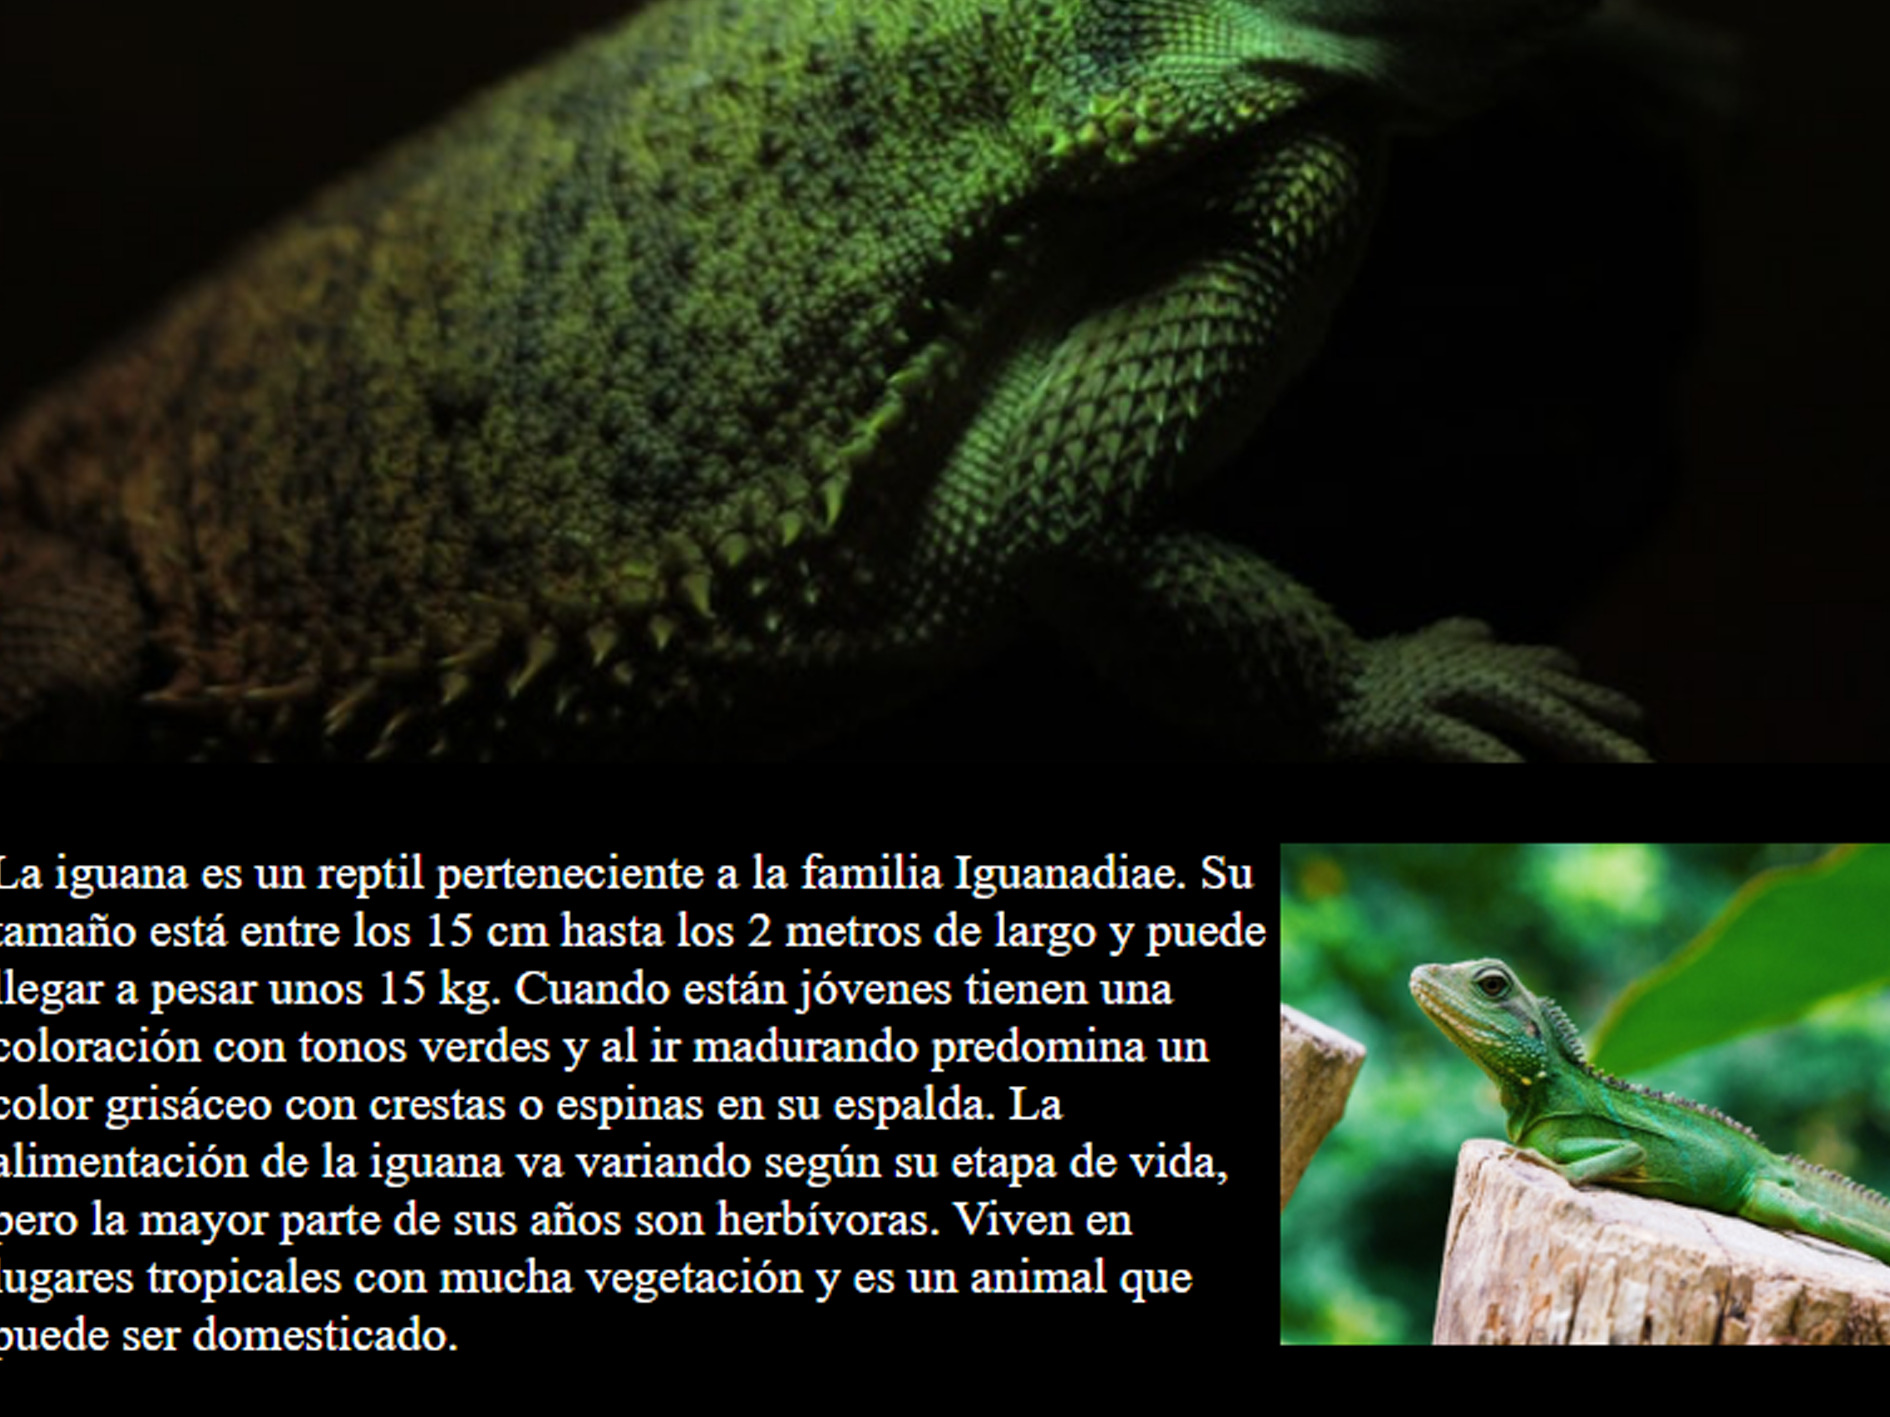 La iguana es un reptil perteneciente a la familia Iguanadiae. Su
tamaño está entre los 15 cm hasta los 2 metros de largo y puede
llegar a pesar unos 15 kg. Cuando están jóvenes tienen una
coloración con tonos verdes y al ir madurando predomina un
color grisáceo con crestas o espinas en su espalda. La
alimentación de la iguana va variando según su etapa de vida,
pero la mayor parte de sus años son herbívoras. Viven en
lugares tropicales con mucha vegetación y es un animal que
puede ser domesticado.